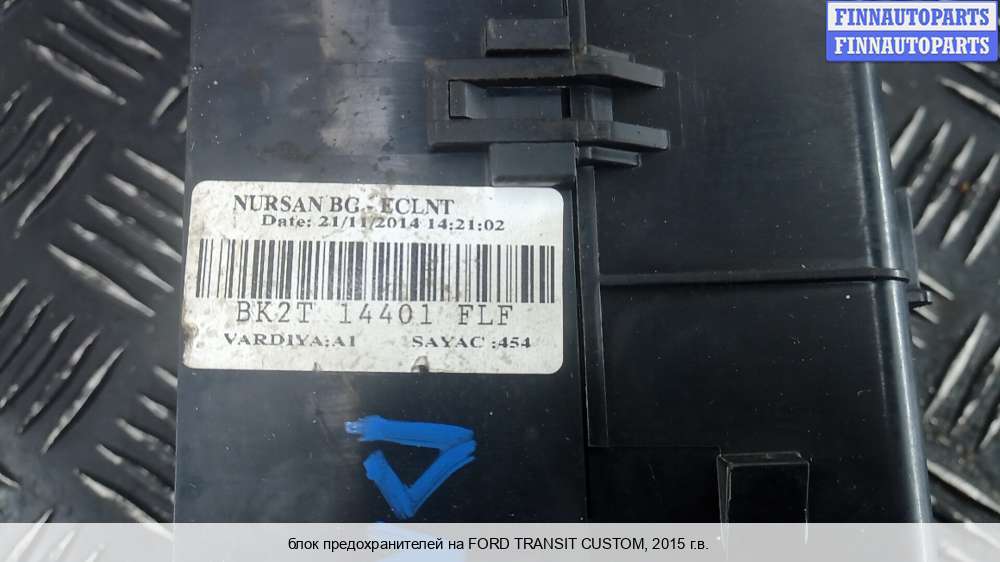 FINNAUTOPARTS
FINNAUTOPARTS
NURSAN BG - ECLNT
Date: 21/11/2014 14:21:02
BK2T 14401 FLF
VARDIYA:A1 SAYAC :454
блок предохранителей на FORD TRANSIT CUSTOM, 2015 г.в.